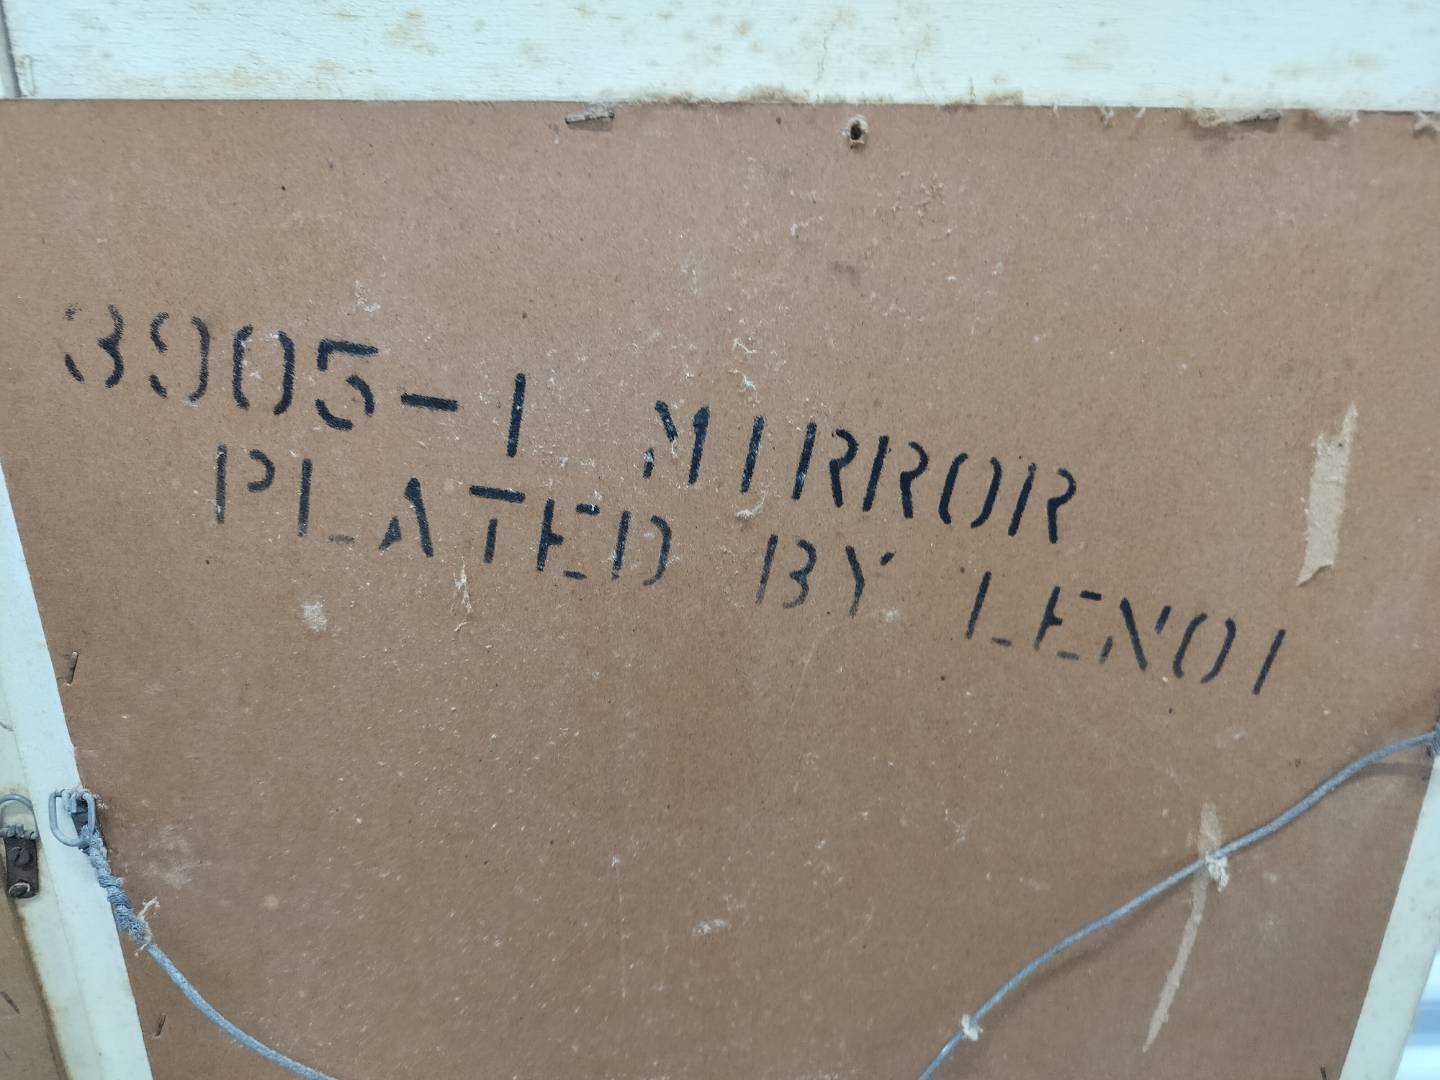 3905-1 MIRROR
PLATED BY LENOI